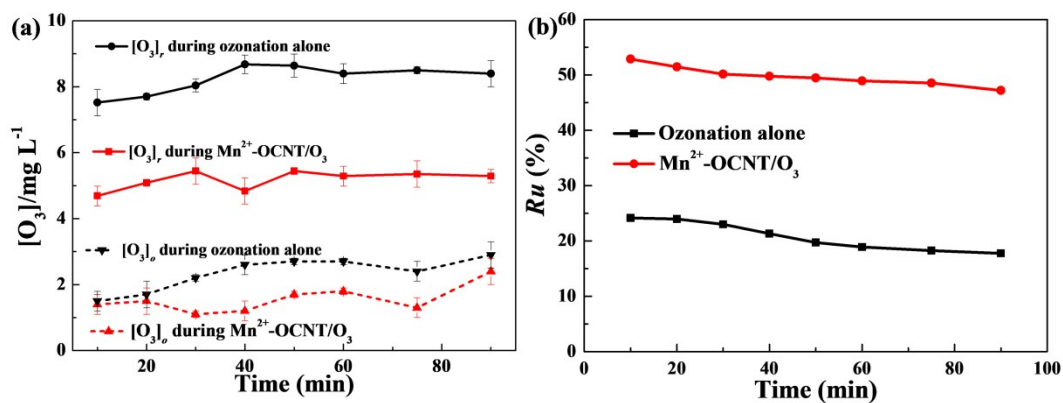 (a)
[O₃]r during ozonation alone
[O₃]r during Mn²⁺-OCNT/O₃
[O₃]o during ozonation alone
[O₃]o during Mn²⁺-OCNT/O₃
[O₃]/mg L⁻¹
10
8
6
4
2
0
20 40 60 80
Time (min)
(b)
Ozonation alone
Mn²⁺-OCNT/O₃
Ru (%)
60
50
40
30
20
10
0
0 20 40 60 80 100
Time (min)